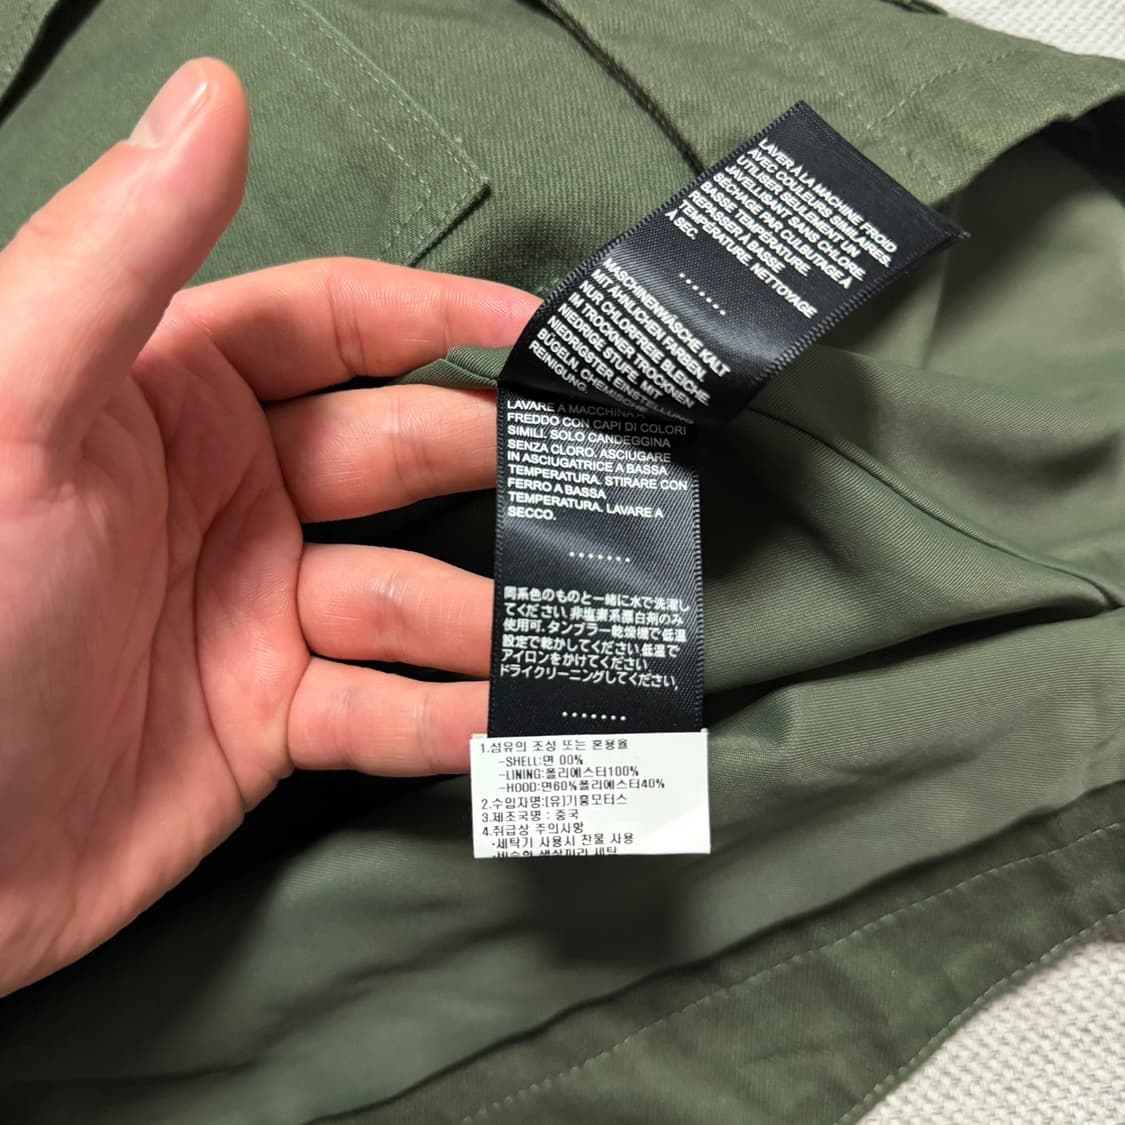 LAVER À LA MACHINE FROID
AVEC COULEURS SIMILAIRES.
UTILISER SELLEMENT UN
JAVELLISANT SANS CHLORE.
SÉCHAGE PAR CULBUTAGE A
BASSE TEMPERATURE.
REPASSER À BASSE
TEMPERATURE. NETTOYAGE
À SEC.
.......
MASCHINENWÄSCHE KALT
MIT ÄHNLICHEN FARBEN.
NUR CHLORFREIE BLEICHE.
IM TROCKNER TROCKNEN
NIEDRIGE STUFE. MIT
NIEDRIGSTER EINSTELLUNG
BÜGELN. CHEMISCHE
REINIGUNG.
LAVARE A MACCHINA A
FREDDO CON CAPI DI COLORI
SIMILI. SOLO CANDEGGINA
SENZA CLORO. ASCIUGARE
IN ASCIUGATRICE A BASSA
TEMPERATURA. STIRARE CON
FERRO A BASSA
TEMPERATURA. LAVARE A
SECCO.
.......
同系色のものと一緒に水で洗濯し
てください.非塩素系漂白剤のみ
使用可.タンブラー乾燥機で低温
設定で乾かしてください.低温で
アイロンをかけてください.
ドライクリーニングしてください,
.......
1.섬유의 조성 또는 혼용율
-SHELL:면 00%
-LINING:폴리에스터100%
-HOOD:면60%폴리에스터40%
2.수입자명:[유]기흥모터스
3.제조국명 : 중국
4.취급상 주의사항
·세탁기 사용시 찬물 사용